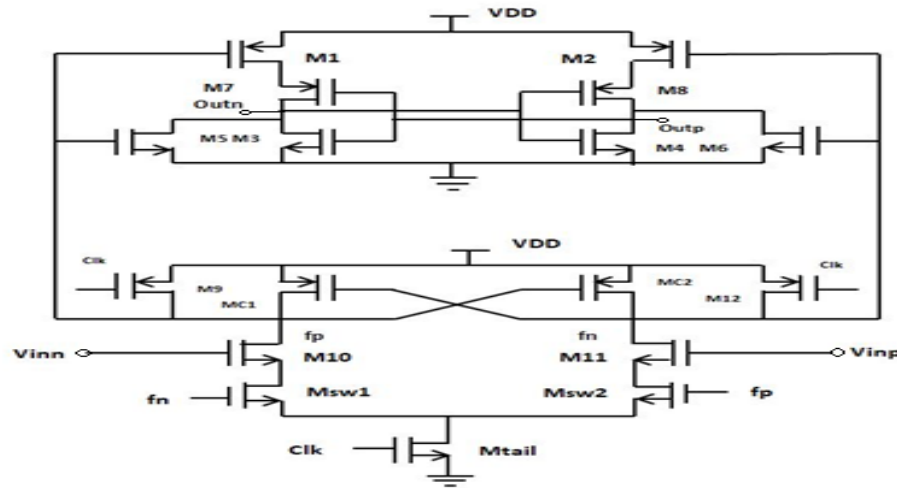 VDD
M1
M2
M7
M8
Outn
Outp
M5 M3
M4 M6
VDD
Clk
Clk
M9
MC2
MC1
M12
fp
fn
Vinn
M10
M11
Vinp
fn
Msw1
Msw2
fp
Clk
Mtail